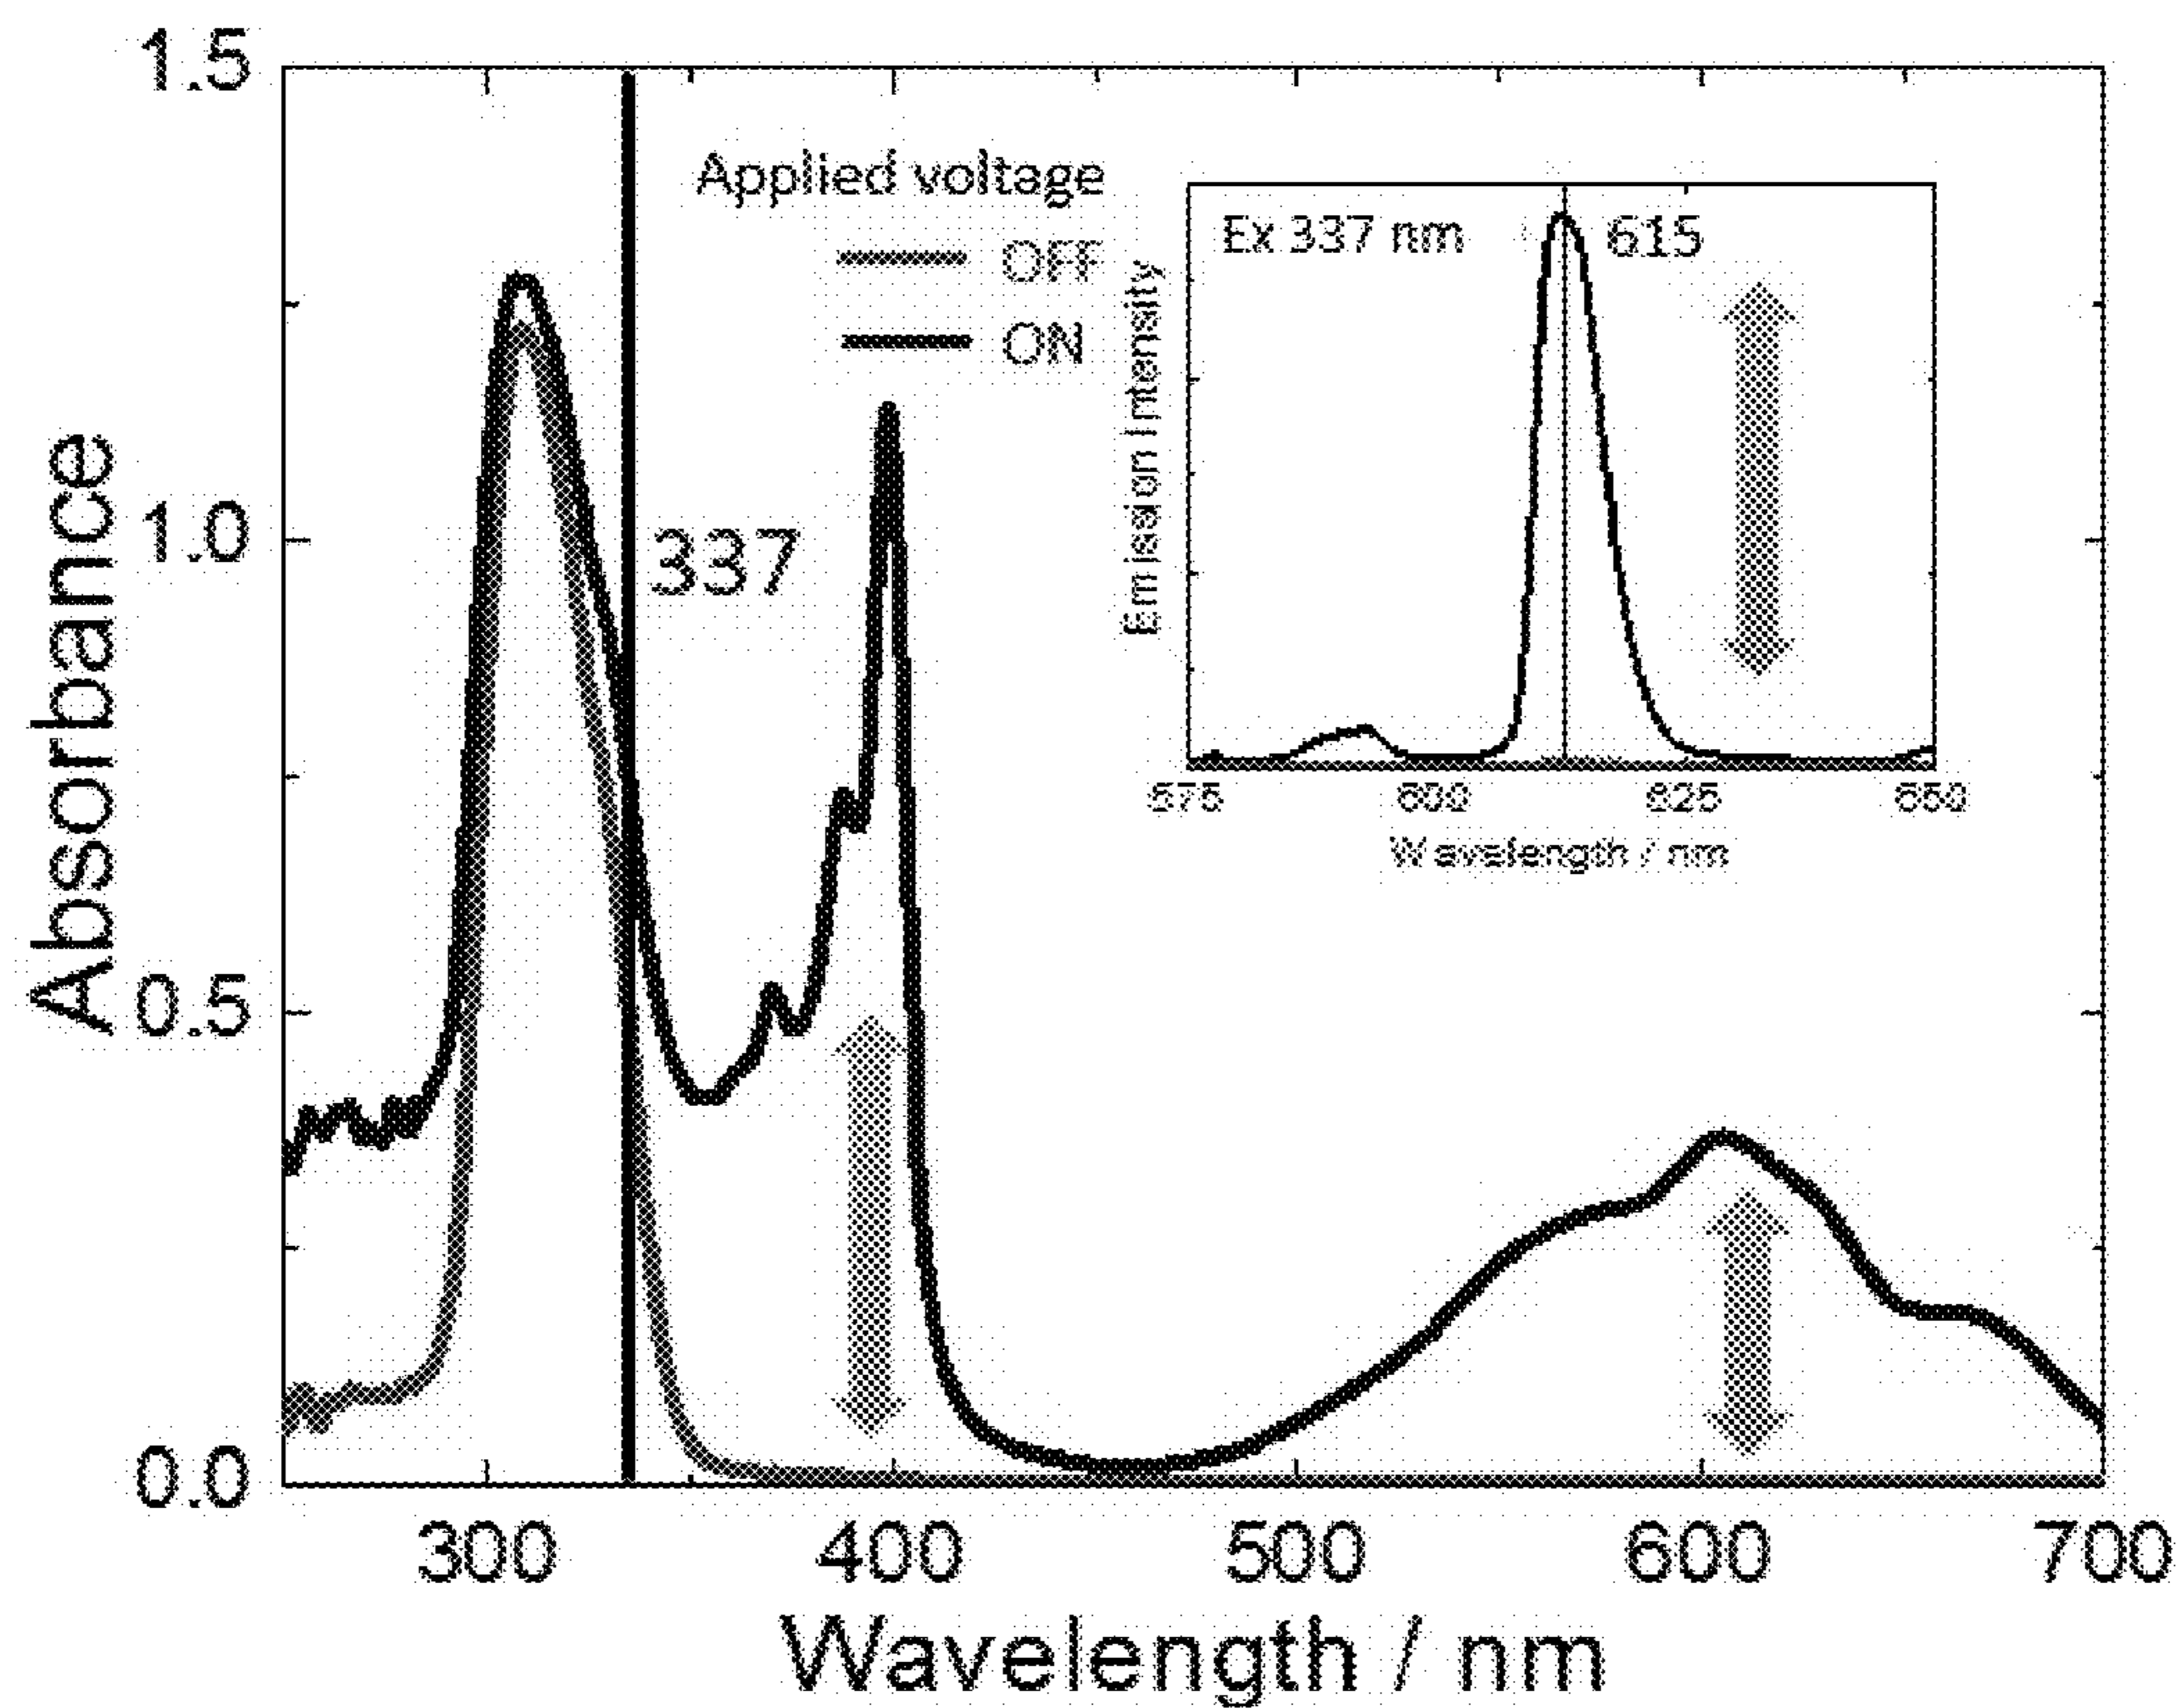 1.5
1.0
0.5
0.0
Absorbance
Applied voltage
OFF
ON
337
Ex 337 nm
615
Emission Intensity
575 600 625 650
Wavelength / nm
300 400 500 600 700
Wavelength / nm